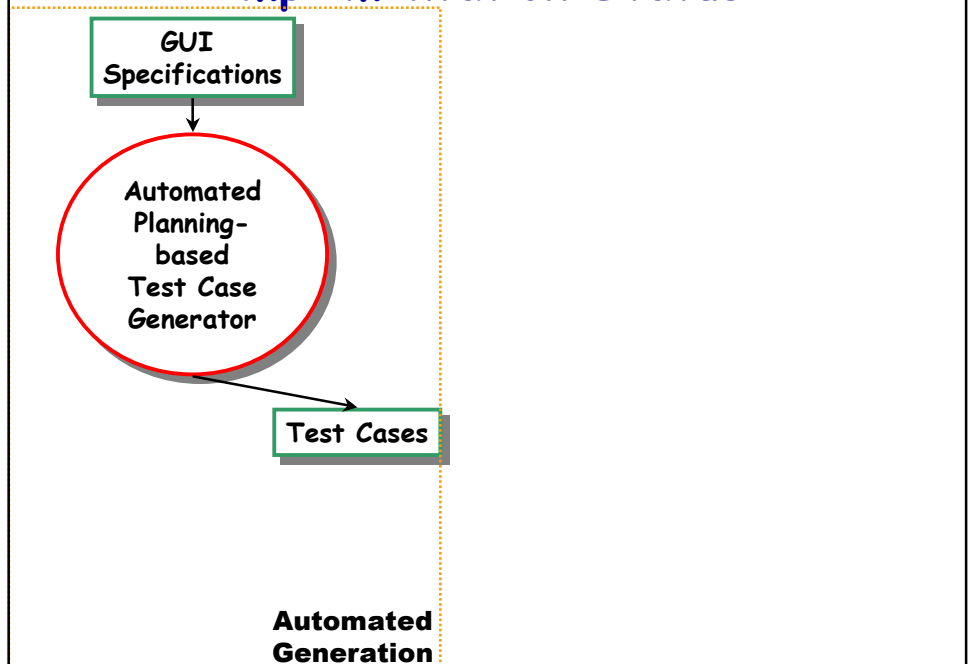 GUI
Specifications
Automated
Planning-
based
Test Case
Generator
Test Cases
Automated
Generation